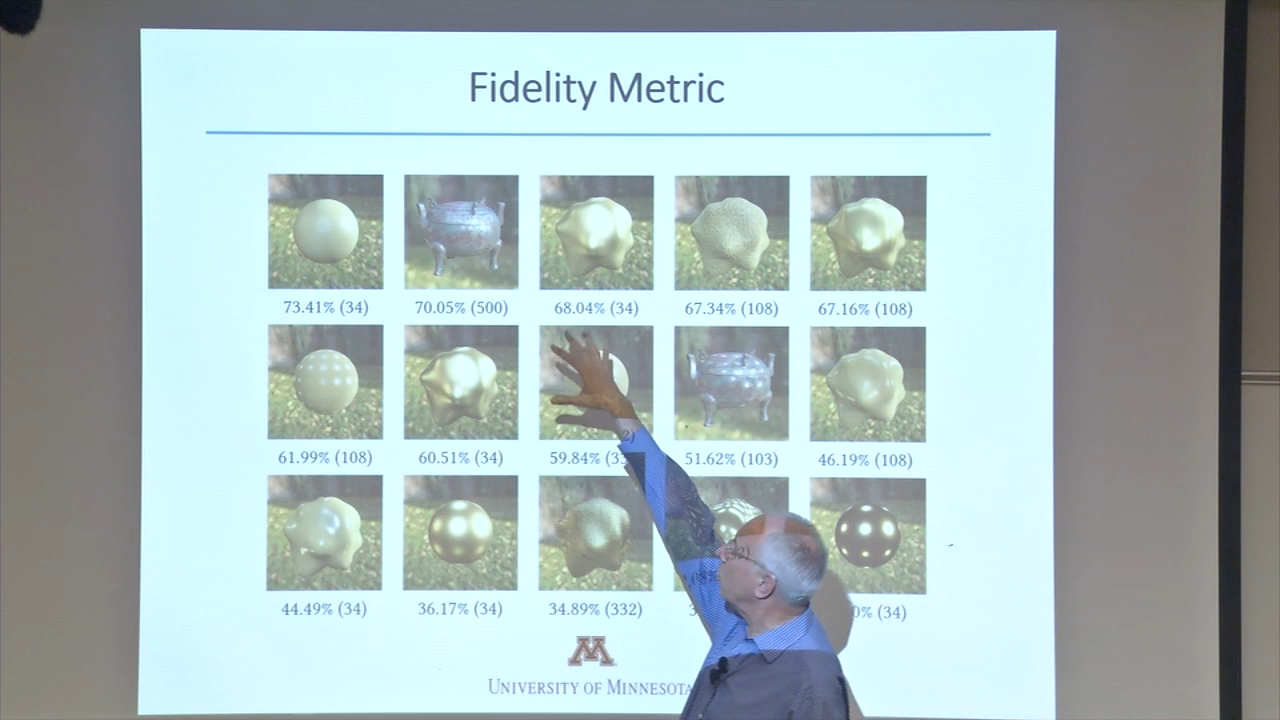 Fidelity Metric
73.41% (34) 70.05% (500) 68.04% (34) 67.34% (108) 67.16% (108)
61.99% (108) 60.51% (34) 59.84% 51.62% (103) 46.19% (108)
44.49% (34) 36.17% (34) 34.89% (332) (34)
M
UNIVERSITY OF MINNESOTA